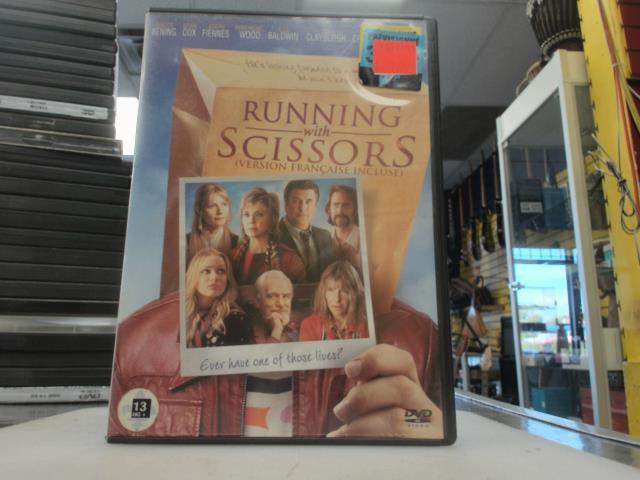 BENING COX FIENNES WOOD BALDWIN CLAYBURGH
RUNNING
with
SCISSORS
(VERSION FRANÇAISE INCLUSE)
Ever have one of those lives?
13
ANS +
DVD
VIDEO